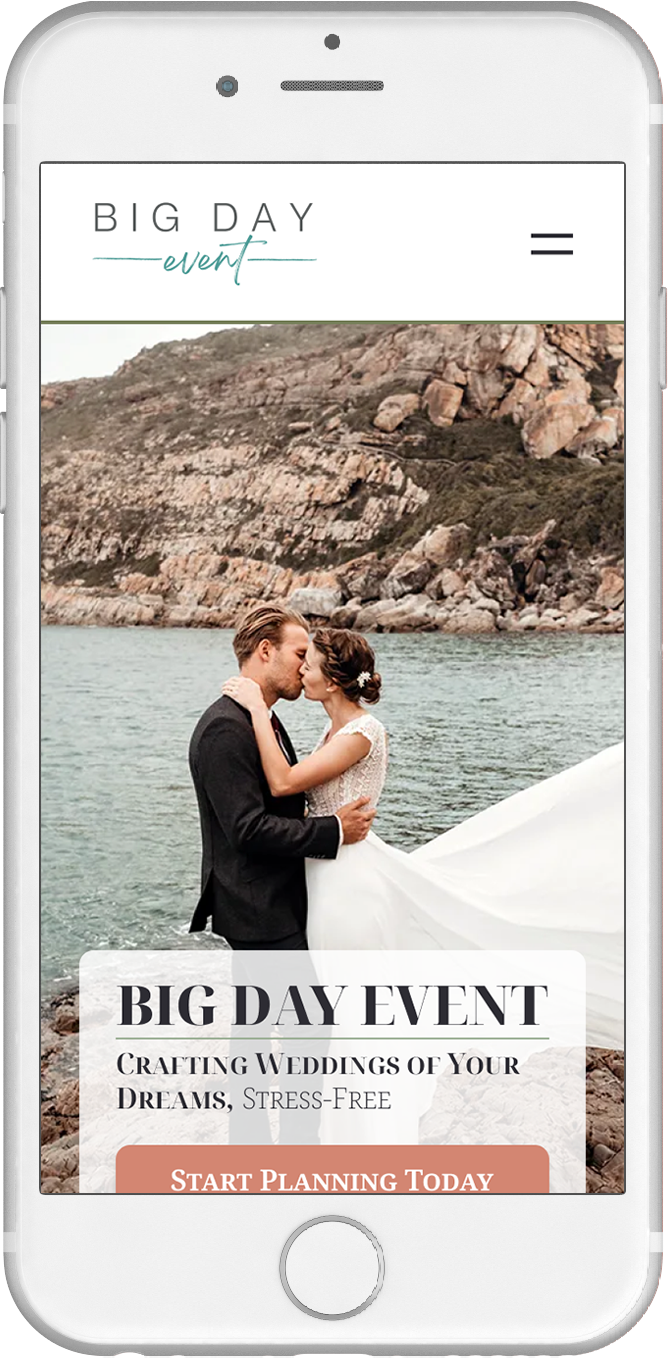 BIG DAY
event
BIG DAY EVENT
Crafting Weddings of Your
Dreams, Stress-Free
Start Planning Today